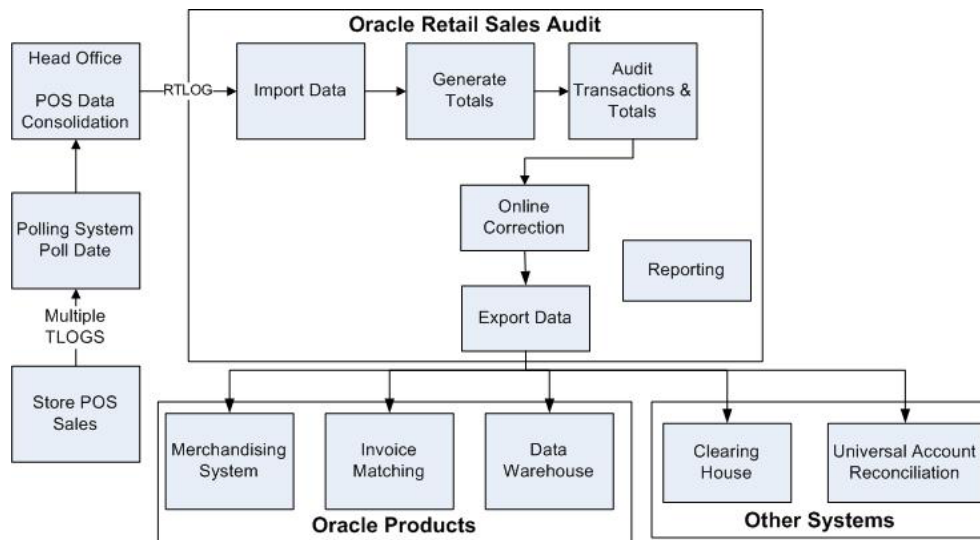 Oracle Retail Sales Audit
Head Office
POS Data
Consolidation
RTLOG
Import Data
Generate
Totals
Audit
Transactions &
Totals
Polling System
Poll Date
Online
Correction
Reporting
Multiple
TLOGS
Export Data
Store POS
Sales
Merchandising
System
Invoice
Matching
Data
Warehouse
Oracle Products
Clearing
House
Universal Account
Reconciliation
Other Systems